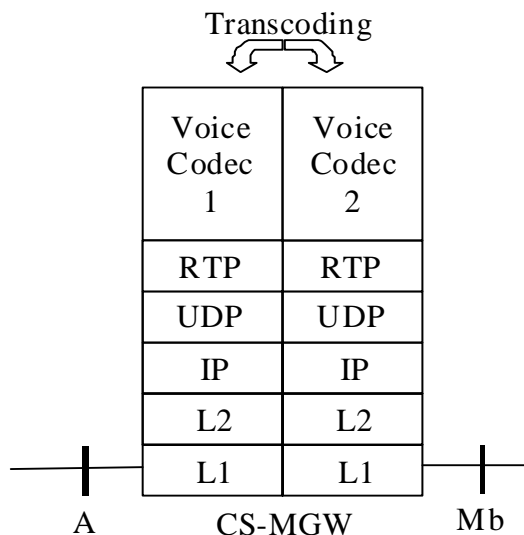 Transcoding
Voice Voice
Codec Codec
1 2
RTP RTP
UDP UDP
IP IP
L2 L2
L1 L1
A CS-MGW Mb